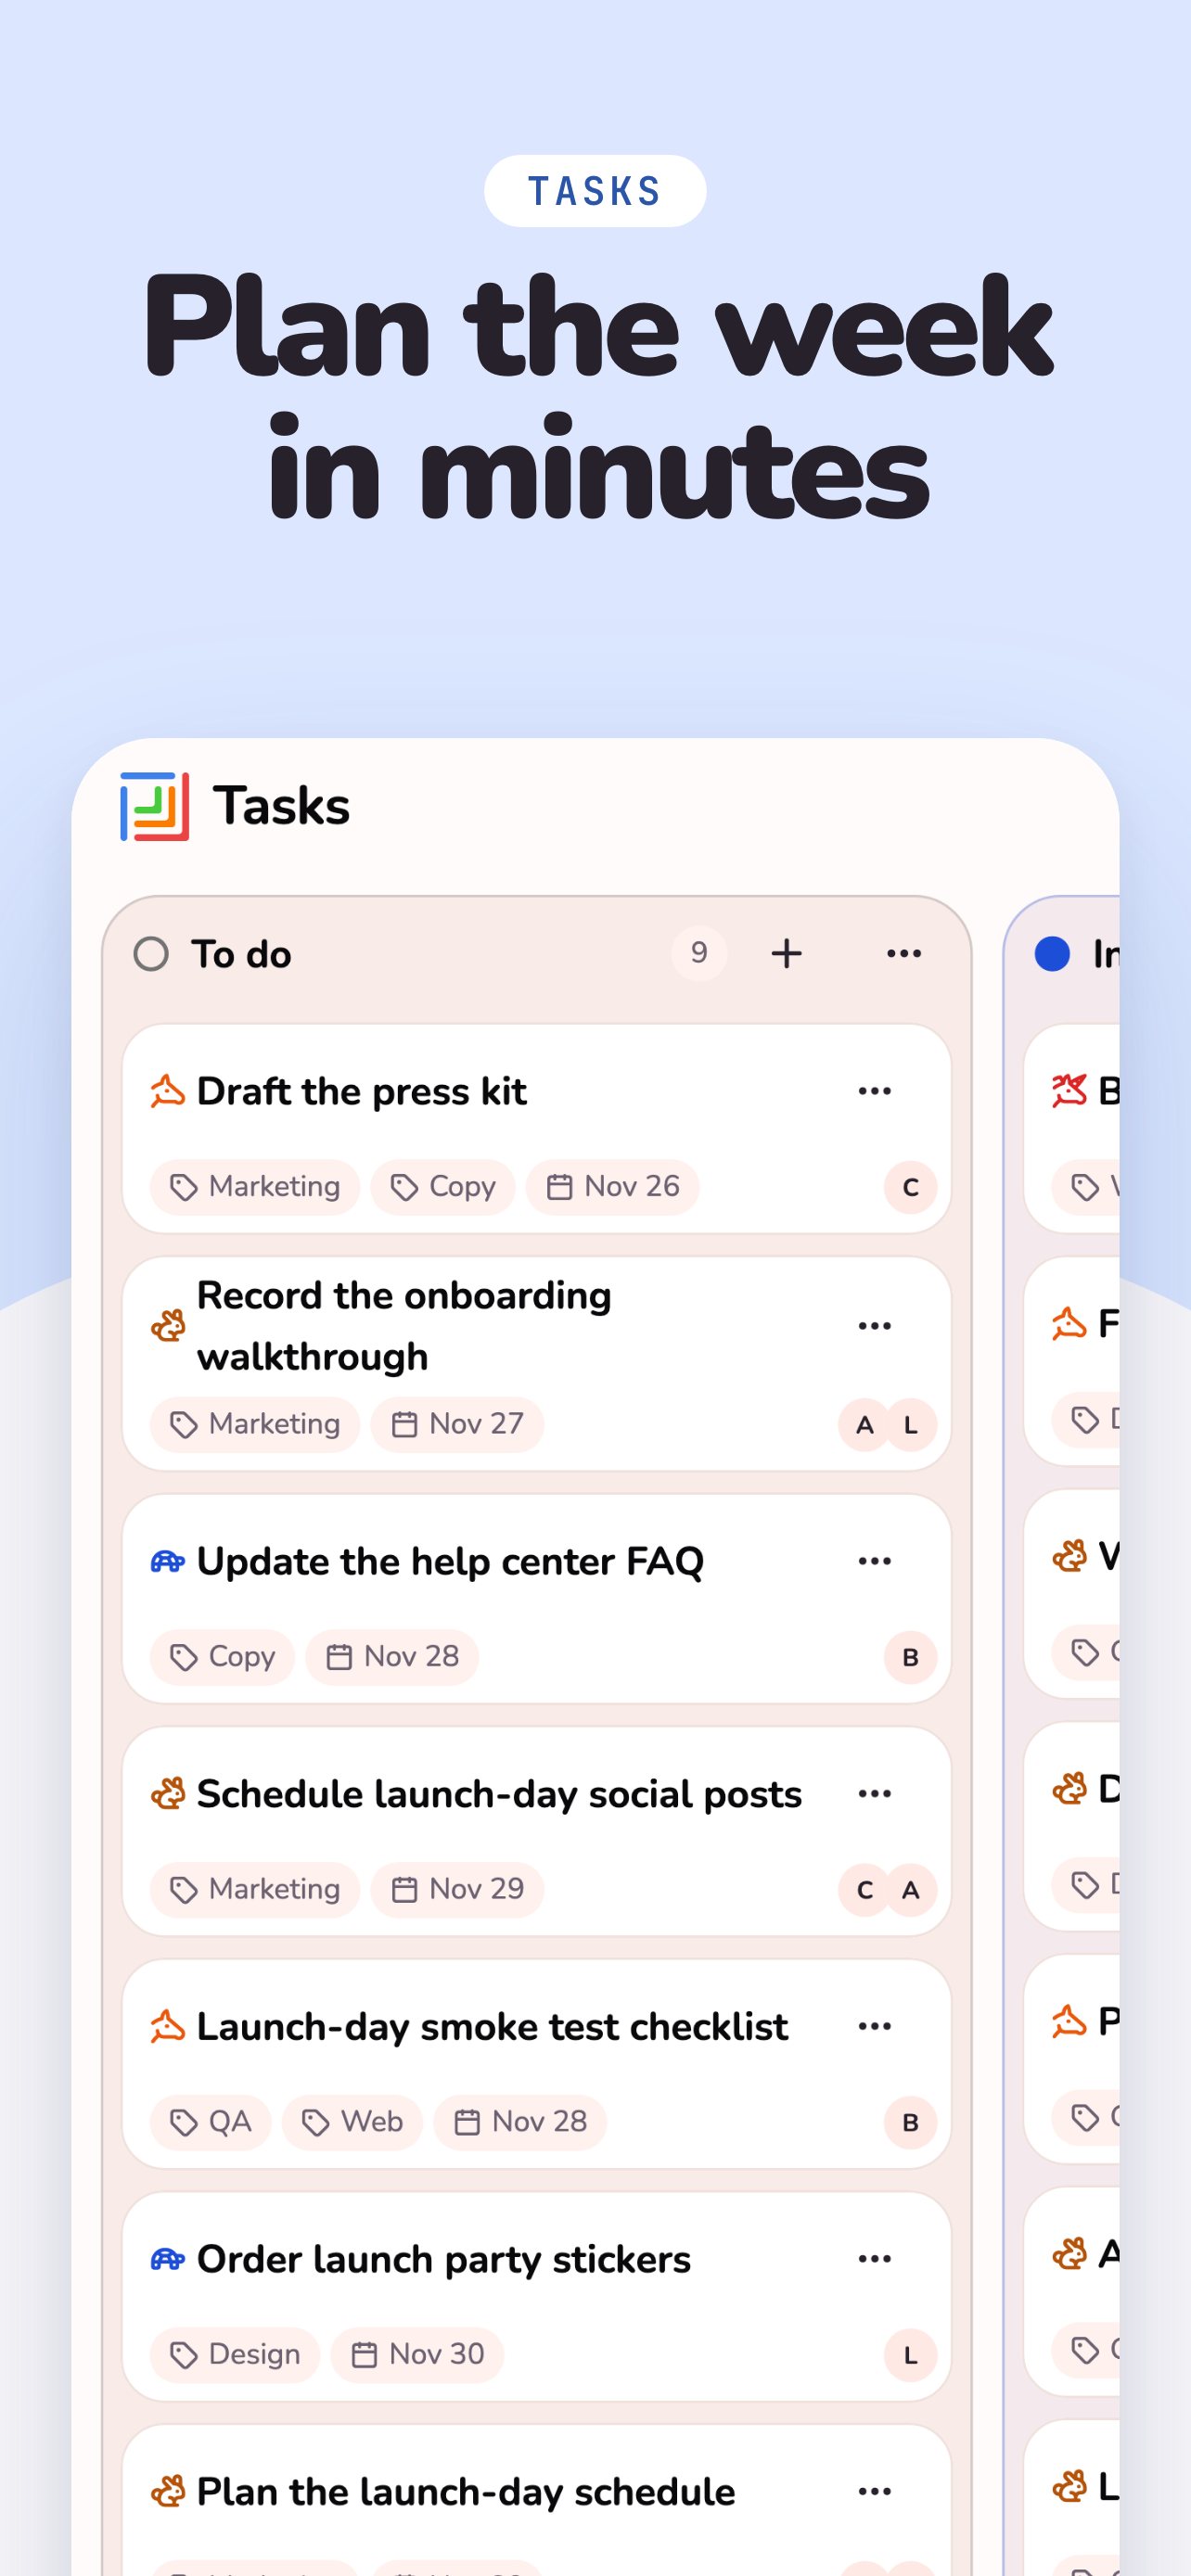 TASKS
Plan the week
in minutes
Tasks
To do 9
Draft the press kit
Marketing Copy Nov 26 C
Record the onboarding
walkthrough
Marketing Nov 27 A L
Update the help center FAQ
Copy Nov 28 B
Schedule launch-day social posts
Marketing Nov 29 C A
Launch-day smoke test checklist
QA Web Nov 28 B
Order launch party stickers
Design Nov 30 L
Plan the launch-day schedule